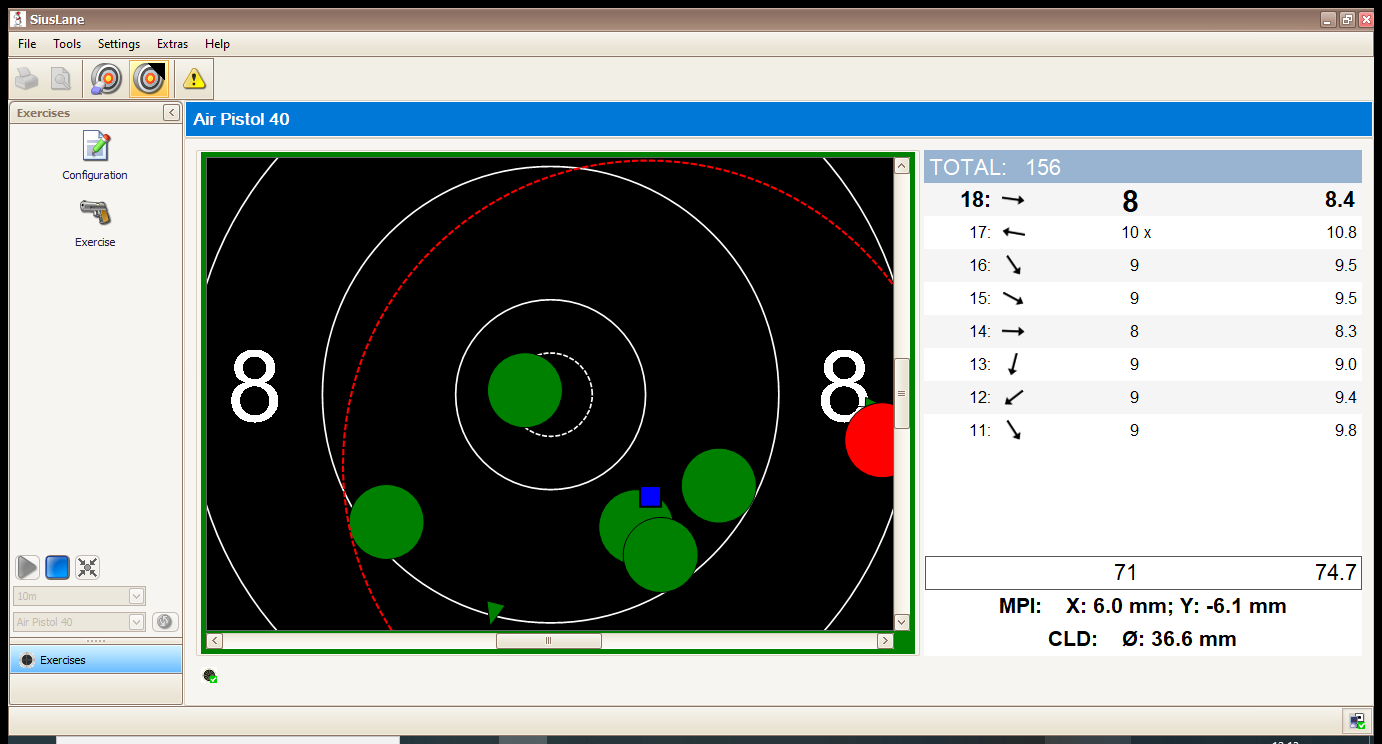 SiusLane
File Tools Settings Extras Help
Exercises
Configuration
Exercise
10m
Air Pistol 40
Exercises
Air Pistol 40
8 8
TOTAL: 156
18: 8 8.4
17: 10 x 10.8
16: 9 9.5
15: 9 9.5
14: 8 8.3
13: 9 9.0
12: 9 9.4
11: 9 9.8
71 74.7
MPI: X: 6.0 mm; Y: -6.1 mm
CLD: Ø: 36.6 mm